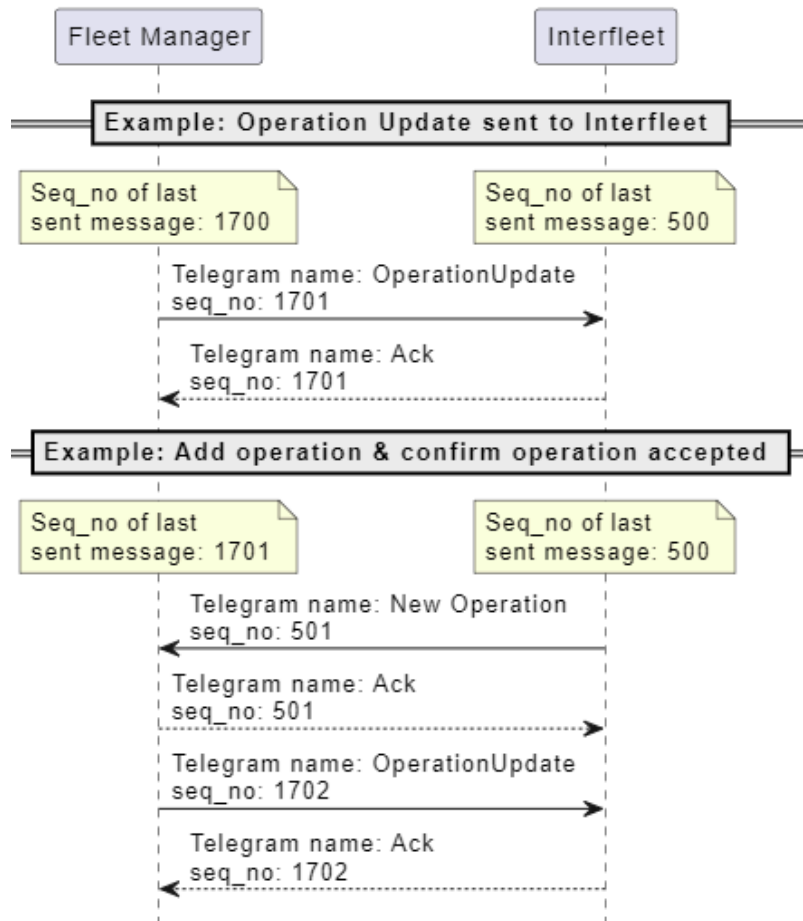 Fleet Manager
Interfleet
Example: Operation Update sent to Interfleet
Seq_no of last
sent message: 1700
Seq_no of last
sent message: 500
Telegram name: OperationUpdate
seq_no: 1701
Telegram name: Ack
seq_no: 1701
Example: Add operation & confirm operation accepted
Seq_no of last
sent message: 1701
Seq_no of last
sent message: 500
Telegram name: New Operation
seq_no: 501
Telegram name: Ack
seq_no: 501
Telegram name: OperationUpdate
seq_no: 1702
Telegram name: Ack
seq_no: 1702